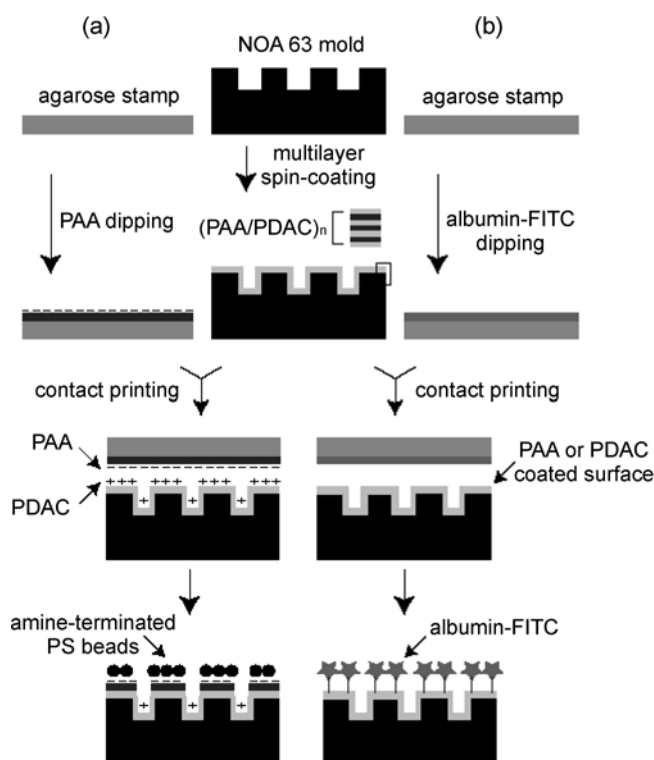 (a)
(b)
NOA 63 mold
agarose stamp
agarose stamp
multilayer
spin-coating
PAA dipping
(PAA/PDAC)n
albumin-FITC
dipping
contact printing
contact printing
PAA
+++ +++ +++ +++
+ + +
PDAC
PAA or PDAC
coated surface
amine-terminated
PS beads
albumin-FITC
+ + +